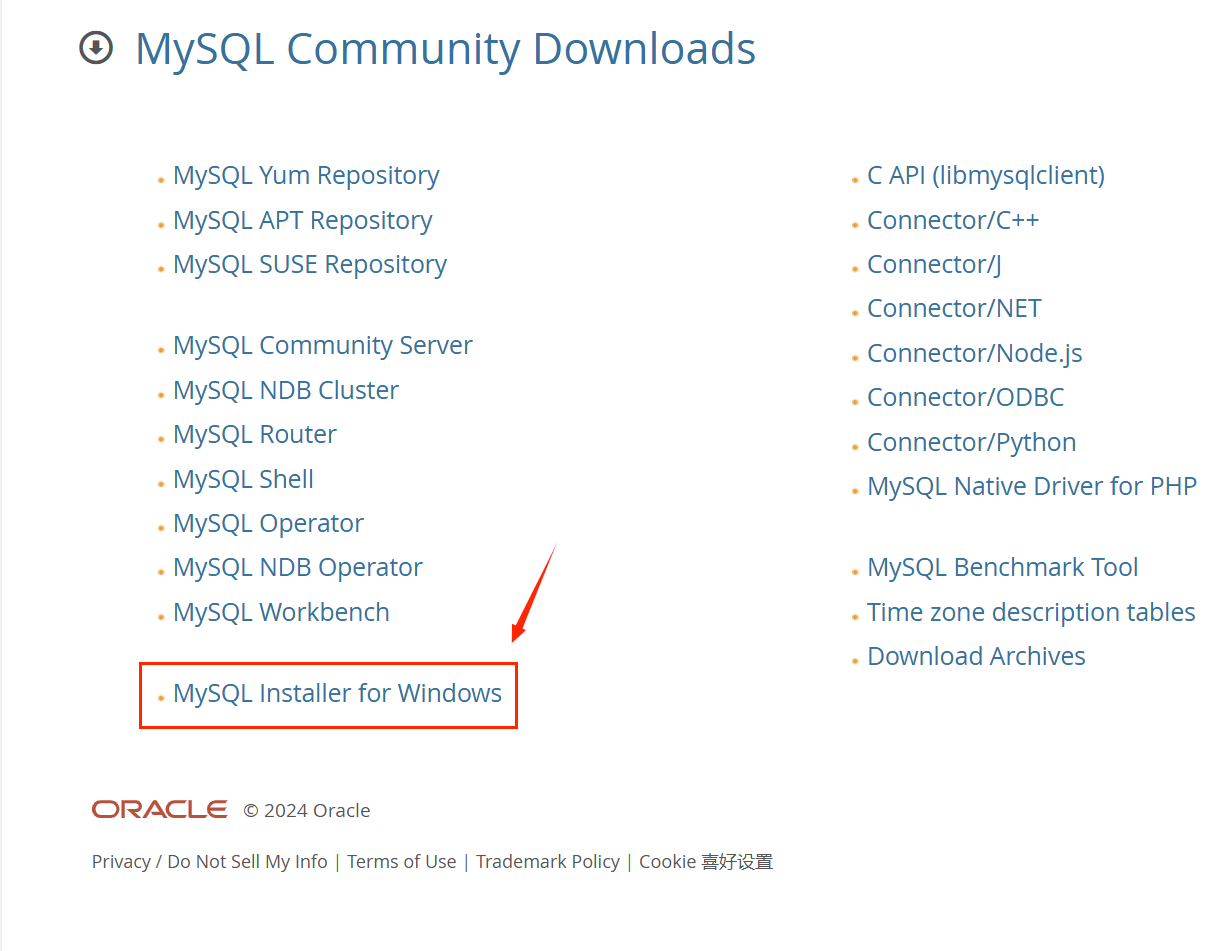 MySQL Community Downloads
MySQL Yum Repository
MySQL APT Repository
MySQL SUSE Repository
MySQL Community Server
MySQL NDB Cluster
MySQL Router
MySQL Shell
MySQL Operator
MySQL NDB Operator
MySQL Workbench
MySQL Installer for Windows
C API (libmysqlclient)
Connector/C++
Connector/J
Connector/NET
Connector/Node.js
Connector/ODBC
Connector/Python
MySQL Native Driver for PHP
MySQL Benchmark Tool
Time zone description tables
Download Archives
ORACLE © 2024 Oracle
Privacy / Do Not Sell My Info | Terms of Use | Trademark Policy | Cookie 喜好设置